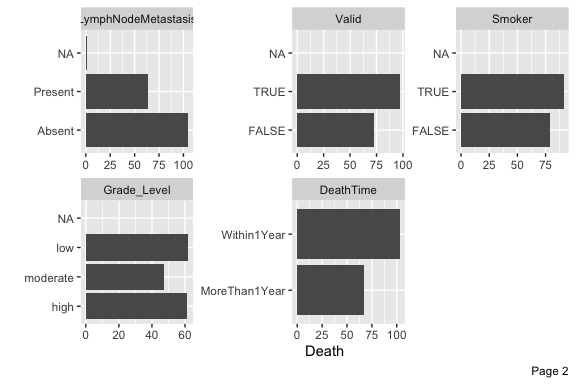 LymphNodeMetastasis
NA
Present
Absent
0 25 50 75 100
Valid
NA
TRUE
FALSE
0 25 50 75 100
Smoker
NA
TRUE
FALSE
0 25 50 75
Grade_Level
NA
low
moderate
high
0 20 40 60
DeathTime
Within1Year
MoreThan1Year
0 25 50 75 100
Death
Page 2